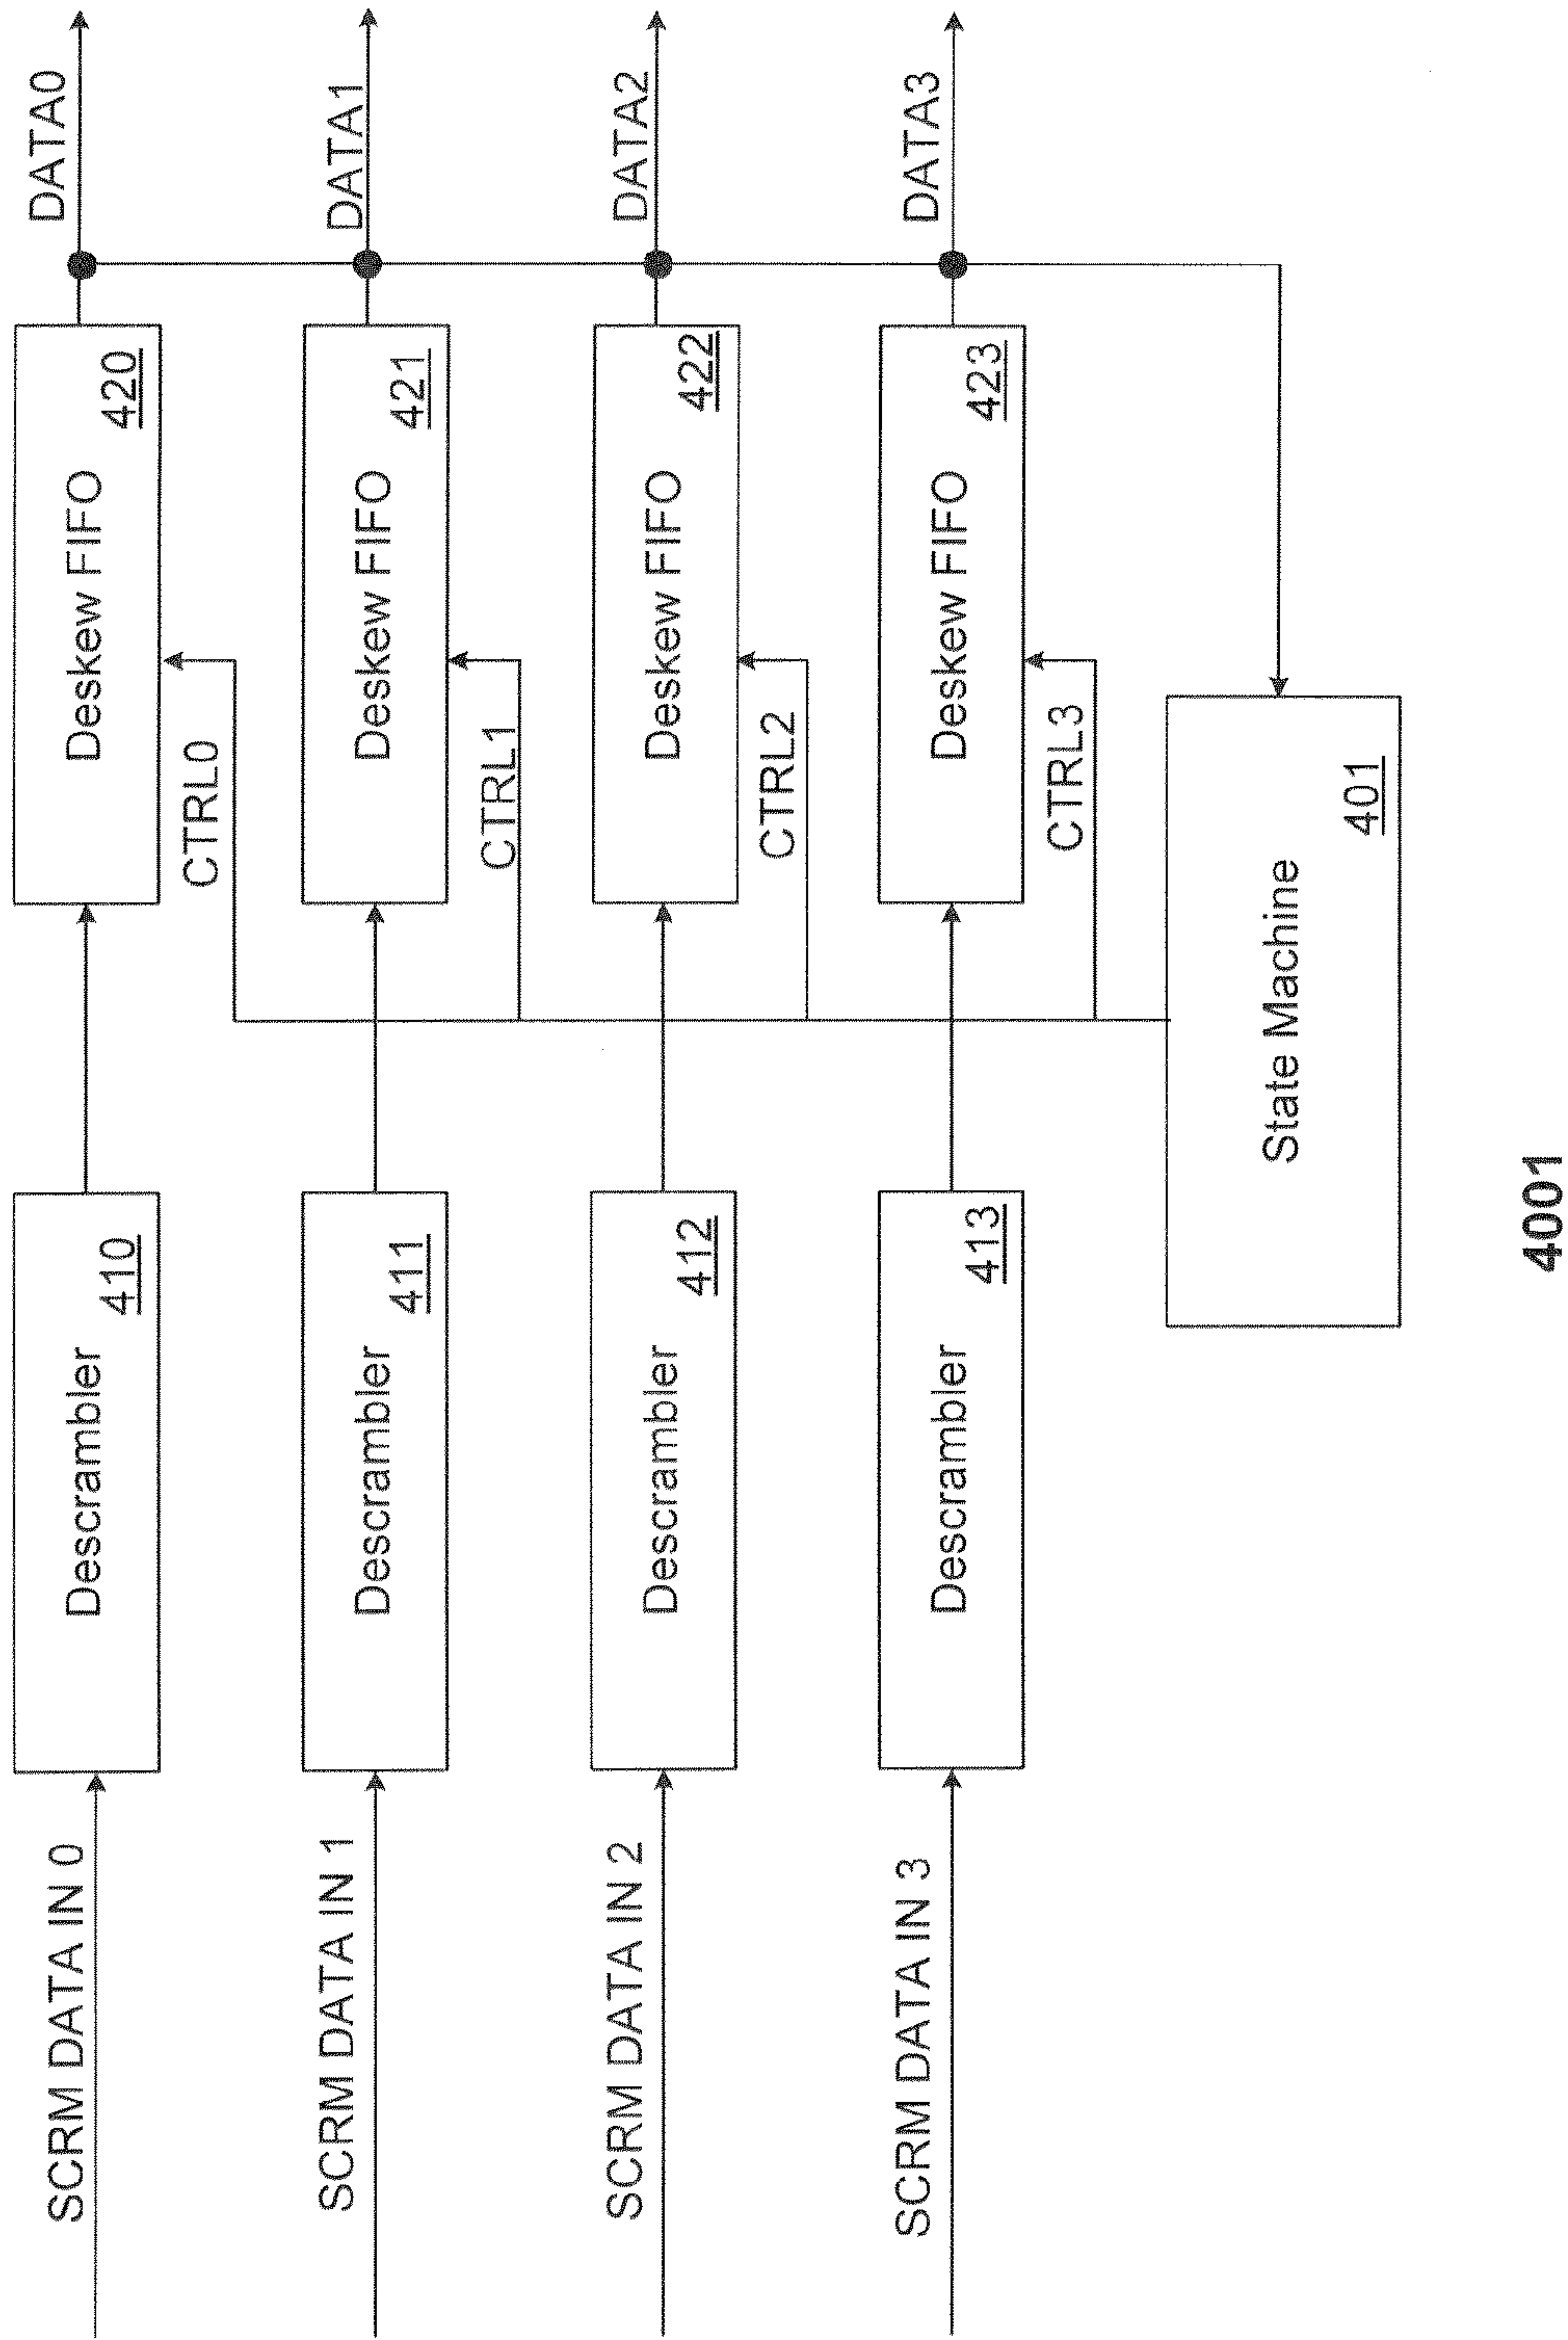 SCRM DATA IN 0
Descrambler
410
Deskew FIFO
420
DATA0
CTRL0
SCRM DATA IN 1
Descrambler
411
Deskew FIFO
421
DATA1
CTRL1
SCRM DATA IN 2
Descrambler
412
Deskew FIFO
422
DATA2
CTRL2
SCRM DATA IN 3
Descrambler
413
Deskew FIFO
423
DATA3
CTRL3
State Machine
401
4001